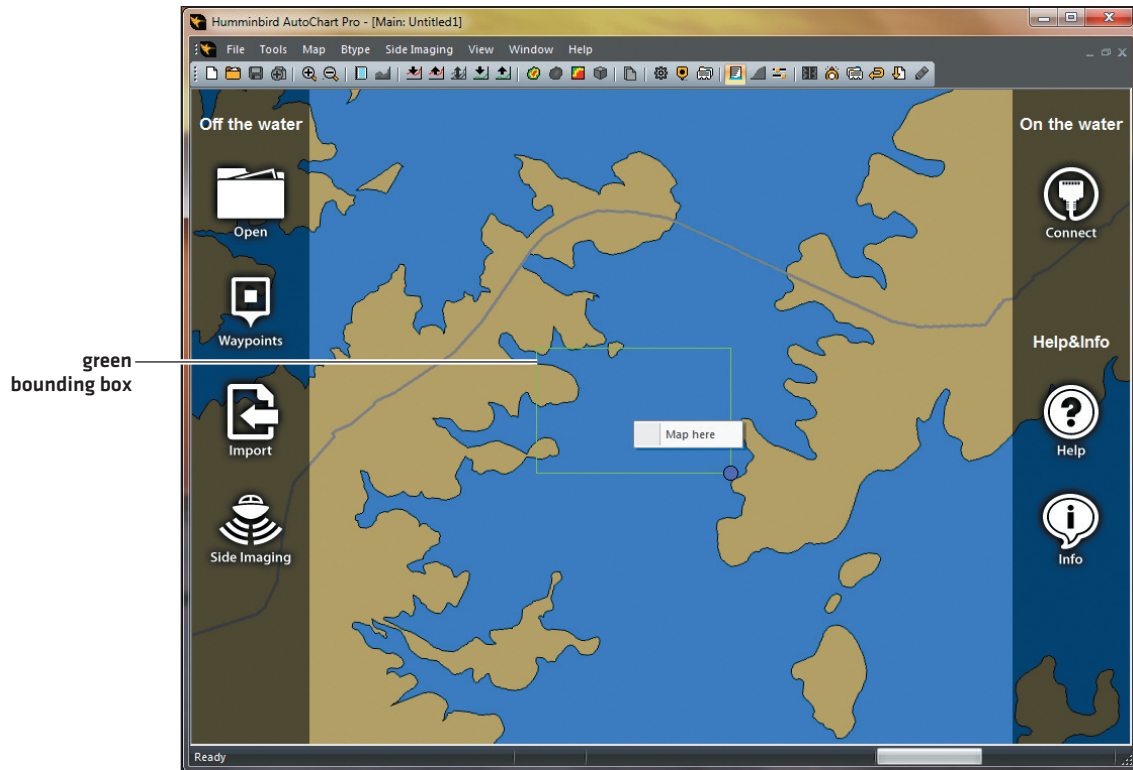 Humminbird AutoChart Pro - [Main: Untitled1]
File Tools Map Btype Side Imaging View Window Help
Off the water
Open
Waypoints
Import
Side Imaging
green
bounding box
Map here
On the water
Connect
Help&Info
Help
Info
Ready